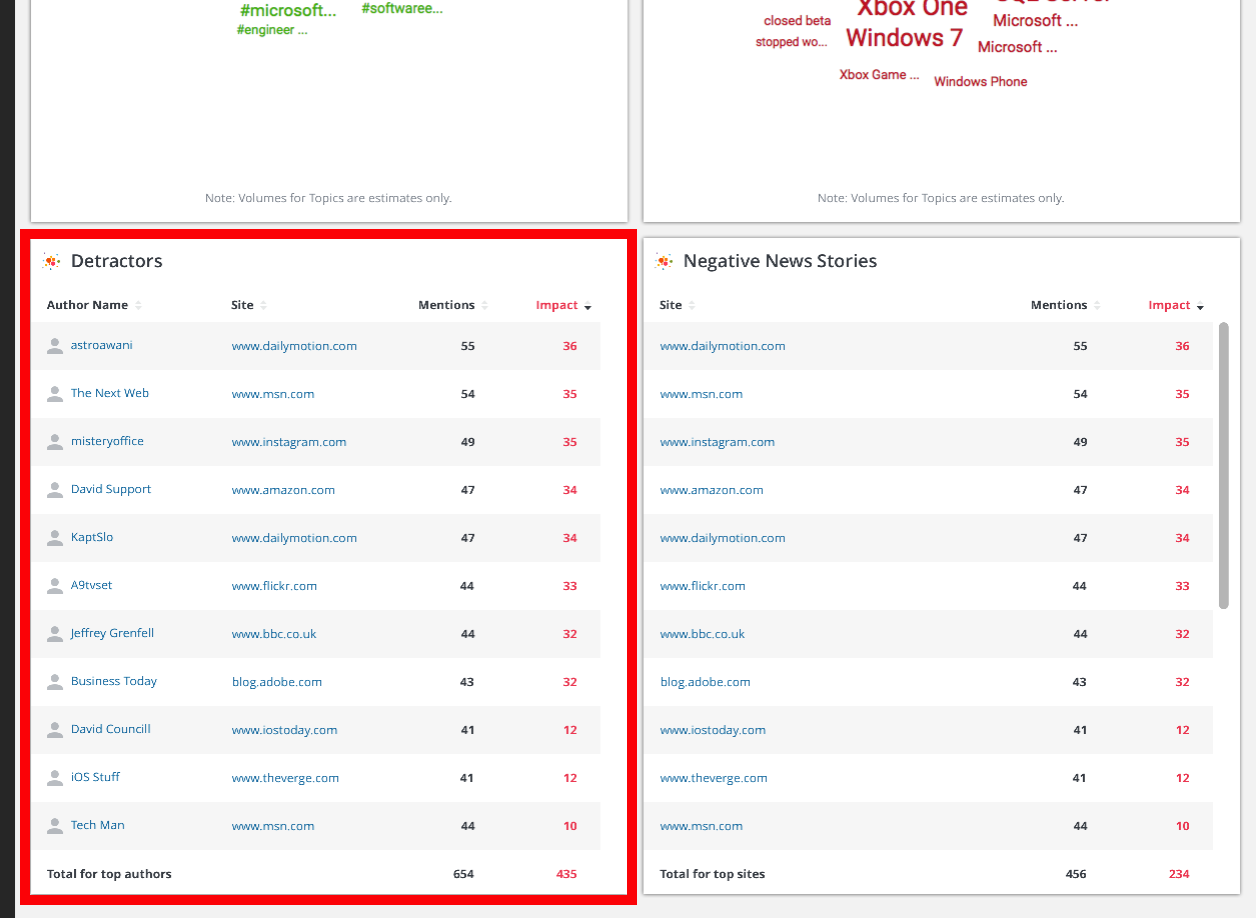 #microsoft...
#softwaree...
#engineer ...
Note: Volumes for Topics are estimates only.
closed beta
Xbox One
Microsoft ...
stopped wo...
Windows 7
Microsoft ...
Xbox Game ...
Windows Phone
Note: Volumes for Topics are estimates only.
Detractors
Author Name Site Mentions Impact
astroawani www.dailymotion.com 55 36
The Next Web www.msn.com 54 35
misteryoffice www.instagram.com 49 35
David Support www.amazon.com 47 34
KaptSlo www.dailymotion.com 47 34
A9tvset www.flickr.com 44 33
Jeffrey Grenfell www.bbc.co.uk 44 32
Business Today blog.adobe.com 43 32
David Councill www.iostoday.com 41 12
iOS Stuff www.theverge.com 41 12
Tech Man www.msn.com 44 10
Total for top authors 654 435
Negative News Stories
Site Mentions Impact
www.dailymotion.com 55 36
www.msn.com 54 35
www.instagram.com 49 35
www.amazon.com 47 34
www.dailymotion.com 47 34
www.flickr.com 44 33
www.bbc.co.uk 44 32
blog.adobe.com 43 32
www.iostoday.com 41 12
www.theverge.com 41 12
www.msn.com 44 10
Total for top sites 456 234